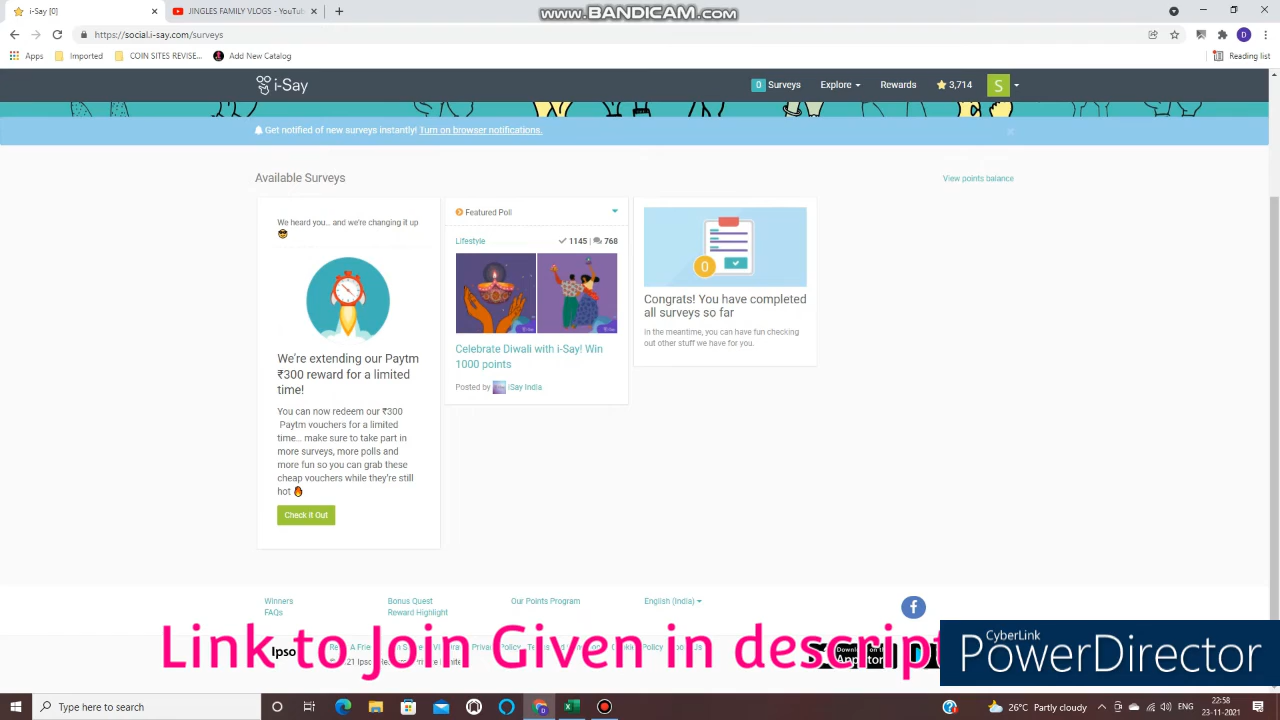 i-Say [0]
JINGLES FAMILY VLOGS - YouTu
www.BANDICAM.com
https://social.i-say.com/surveys
Apps
Imported
COIN SITES REVISE...
Add New Catalog
Reading list
i-Say
0 Surveys
Explore
Rewards
3,714
S
Get notified of new surveys instantly! Turn on browser notifications.
Available Surveys
View points balance
We heard you... and we're changing it up
We're extending our Paytm
₹300 reward for a limited
time!
You can now redeem our ₹300
Paytm vouchers for a limited
time... make sure to take part in
more surveys, more polls and
more fun so you can grab these
cheap vouchers while they're still
hot
Check It Out
Featured Poll
Lifestyle
1145 | 768
Celebrate Diwali with i-Say! Win
1000 points
Posted by iSay India
0
Congrats! You have completed
all surveys so far
In the meantime, you can have fun checking
out other stuff we have for you.
Winners
FAQs
Bonus Quest
Reward Highlight
Our Points Program
English (India)
Link to Join Given in descript
CyberLink
PowerDirector
Type here to search
26°C Partly cloudy
ENG
22:58
23-11-2021